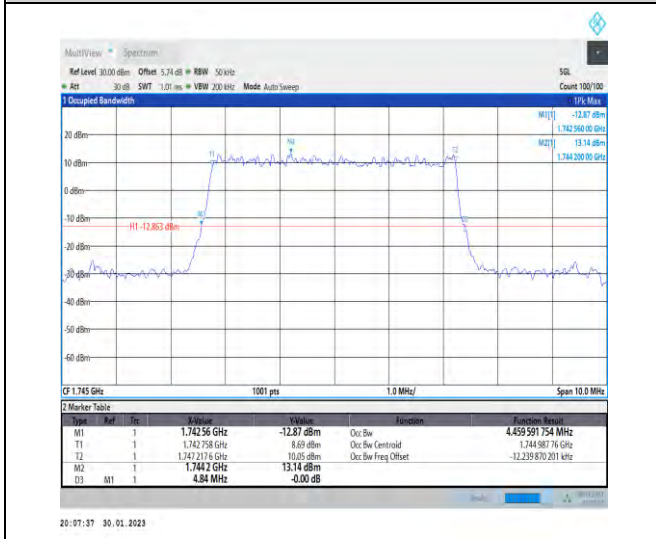 MultiView Spectrum
Ref Level 30.00 dBm Offset 5.74 dB RBW 50 kHz SGL
Att 30 dB SWT 1.01 ms VBW 200 kHz Mode Auto Sweep Count 100/100
1 Occupied Bandwidth 1Pk Max
M1[1] -12.87 dBm
1.742 560 00 GHz
M2[1] 13.14 dBm
1.744 200 00 GHz
20 dBm
M2
T1
T2
10 dBm
0 dBm
-10 dBm
M1
D3
H1 -12.863 dBm
-20 dBm
-30 dBm
-40 dBm
-50 dBm
-60 dBm
CF 1.745 GHz 1001 pts 1.0 MHz/ Span 10.0 MHz
2 Marker Table
Type Ref Trc X-Value Y-Value Function Function Result
M1 1 1.742 56 GHz -12.87 dBm Occ Bw 4.459 591 754 MHz
T1 1 1.742 758 GHz 8.69 dBm Occ Bw Centroid 1.744 987 76 GHz
T2 1 1.747 217 6 GHz 10.05 dBm Occ Bw Freq Offset -12.239 870 201 kHz
M2 1 1.744 2 GHz 13.14 dBm
D3 M1 1 4.84 MHz -0.00 dB
20:07:37 30.01.2023